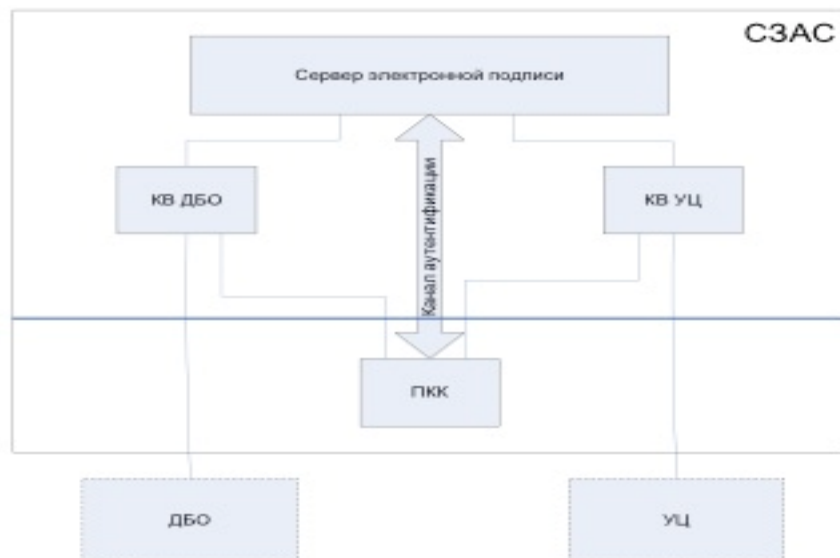 СЗАС
Сервер электронной подписи
КВ ДБО
Канал аутентификации
КВ УЦ
ПКК
ДБО
УЦ